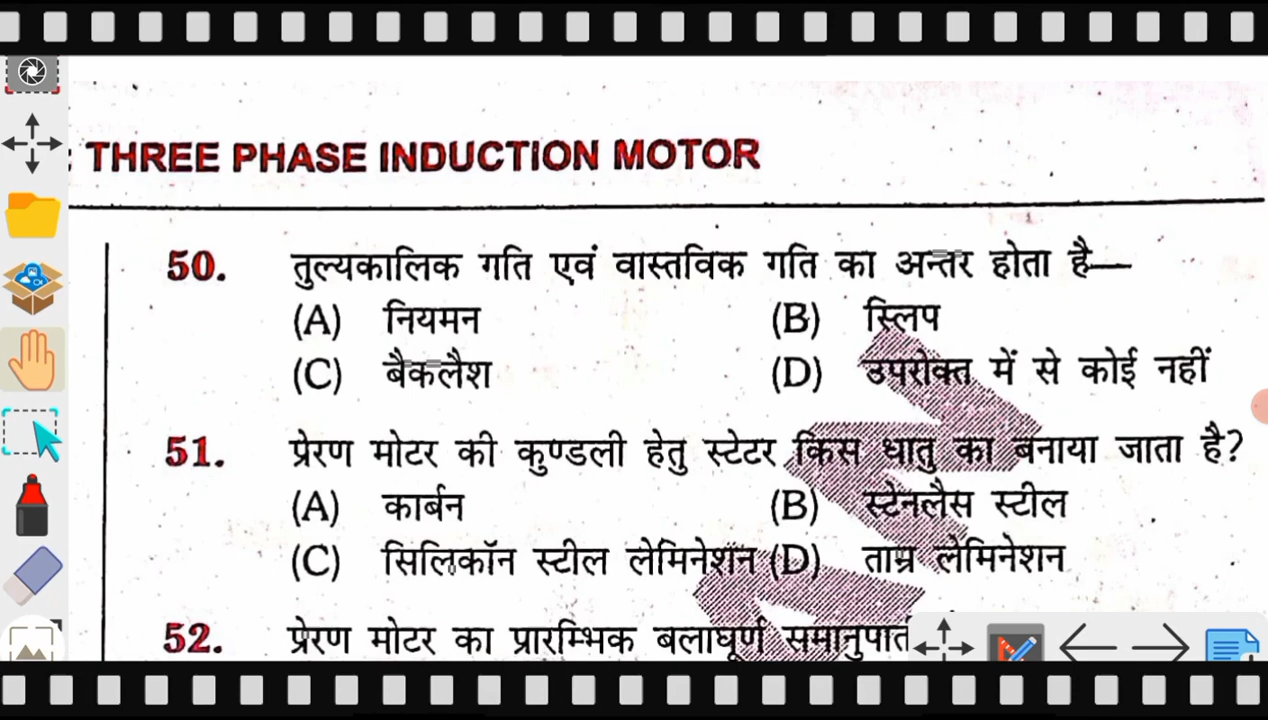 : THREE PHASE INDUCTION MOTOR
50. तुल्यकालिक गति एवं वास्तविक गति का अन्तर होता है—
(A) नियमन (B) स्लिप
(C) बैकलैश (D) उपरोक्त में से कोई नहीं
51. प्रेरण मोटर की कुण्डली हेतु स्टेटर किस धातु का बनाया जाता है?
(A) कार्बन (B) स्टेनलैस स्टील
(C) सिलिकॉन स्टील लेमिनेशन (D) ताम्र लेमिनेशन
52. प्रेरण मोटर का प्रारम्भिक बलाघूर्ण समानुपात